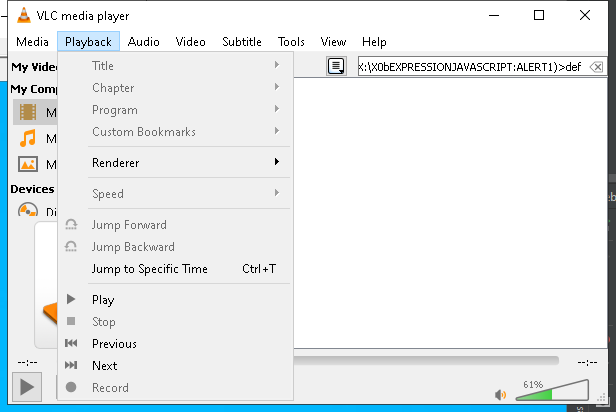 VLC media player
Media Playback Audio Video Subtitle Tools View Help
My Vide
X:\X0bEXPRESSIONJAVASCRIPT:ALERT1)>def
My Comp
M
M
M
Devices
Di
Title
Chapter
Program
Custom Bookmarks
Renderer
Speed
Jump Forward
Jump Backward
Jump to Specific Time Ctrl+T
Play
Stop
Previous
Next
Record
--:--
--:--
61%